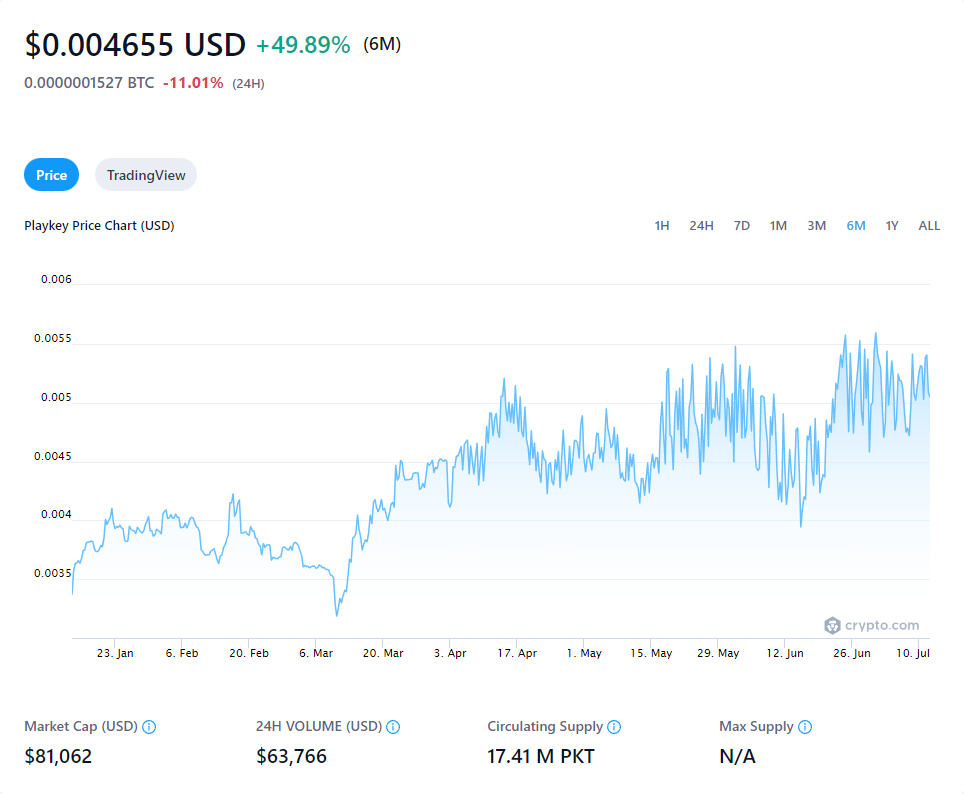 $0.004655 USD +49.89% (6M)
0.0000001527 BTC -11.01% (24H)
Price TradingView
Playkey Price Chart (USD) 1H 24H 7D 1M 3M 6M 1Y ALL
0.006
0.0055
0.005
0.0045
0.004
0.0035
crypto.com
23. Jan 6. Feb 20. Feb 6. Mar 20. Mar 3. Apr 17. Apr 1. May 15. May 29. May 12. Jun 26. Jun 10. Jul
Market Cap (USD) 24H VOLUME (USD) Circulating Supply Max Supply
$81,062 $63,766 17.41 M PKT N/A